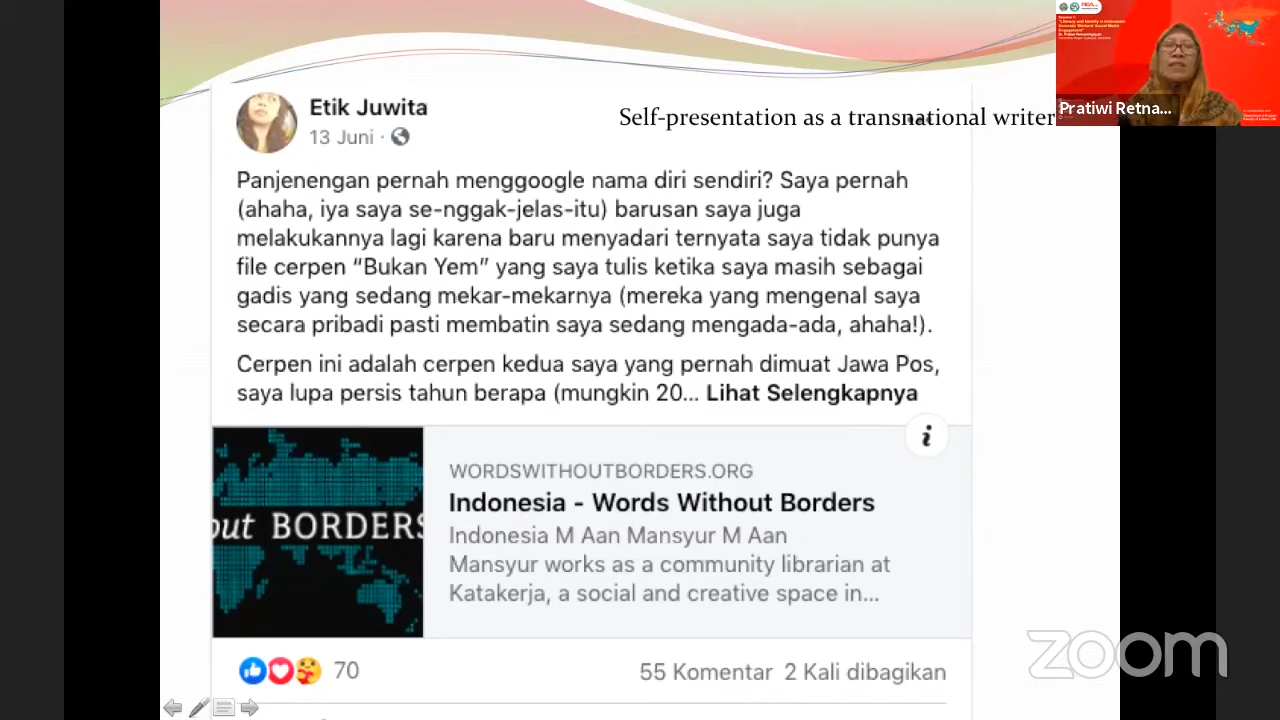 Etik Juwita
13 Juni ·
Self-presentation as a transnational writer
Panjenengan pernah menggoogle nama diri sendiri? Saya pernah
(ahaha, iya saya se-nggak-jelas-itu) barusan saya juga
melakukannya lagi karena baru menyadari ternyata saya tidak punya
file cerpen “Bukan Yem” yang saya tulis ketika saya masih sebagai
gadis yang sedang mekar-mekarnya (mereka yang mengenal saya
secara pribadi pasti membatin saya sedang mengada-ada, ahaha!).
Cerpen ini adalah cerpen kedua saya yang pernah dimuat Jawa Pos,
saya lupa persis tahun berapa (mungkin 20... Lihat Selengkapnya
out BORDERS
WORDSWITHOUTBORDERS.ORG
Indonesia - Words Without Borders
Indonesia M Aan Mansyur M Aan
Mansyur works as a community librarian at
Katakerja, a social and creative space in...
70
55 Komentar 2 Kali dibagikan
Pratiwi Retna...
zoom